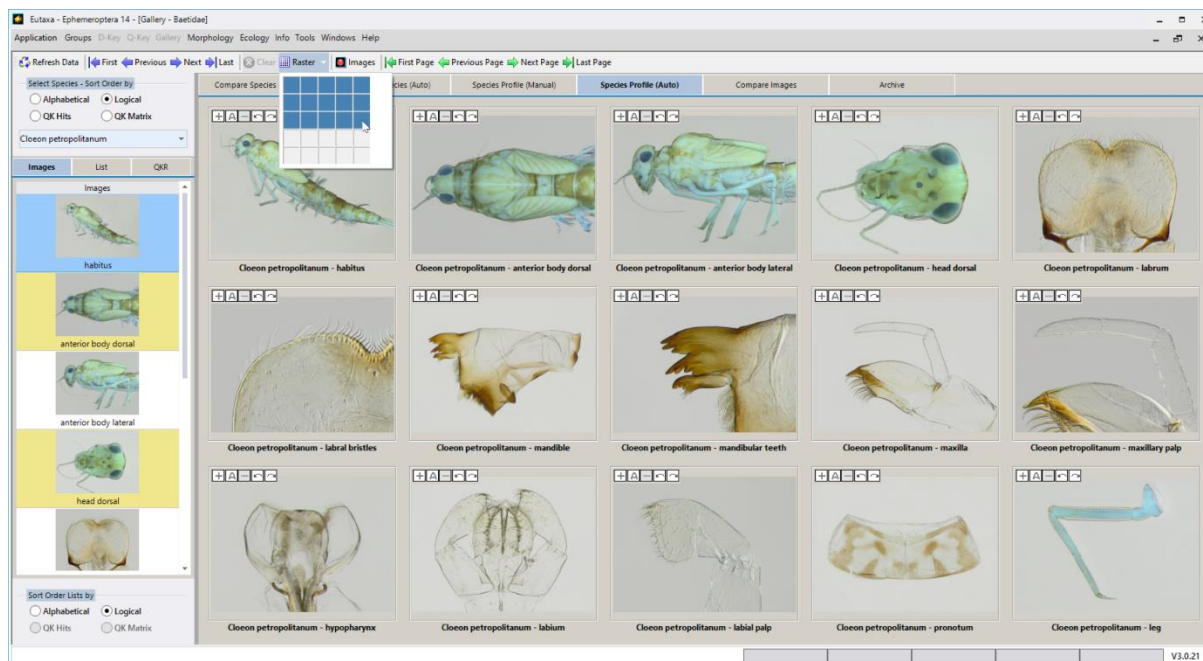 Eutaxa - Ephemeroptera 14 - [Gallery - Baetidae]
Application Groups D-Key Q-Key Gallery Morphology Ecology Info Tools Windows Help
Refresh Data First Previous Next Last Clear Raster Images First Page Previous Page Next Page Last Page
Select Species - Sort Order by
Alphabetical Logical
QK Hits QK Matrix
Cloeon petropolitanum
Images List QKR
Images
habitus
anterior body dorsal
anterior body lateral
head dorsal
Sort Order Lists by
Alphabetical Logical
QK Hits QK Matrix
Compare Species (Auto) Species Profile (Manual) Species Profile (Auto) Compare Images Archive
Cloeon petropolitanum - habitus
Cloeon petropolitanum - anterior body dorsal
Cloeon petropolitanum - anterior body lateral
Cloeon petropolitanum - head dorsal
Cloeon petropolitanum - labrum
Cloeon petropolitanum - labral bristles
Cloeon petropolitanum - mandible
Cloeon petropolitanum - mandibular teeth
Cloeon petropolitanum - maxilla
Cloeon petropolitanum - maxillary palp
Cloeon petropolitanum - hypopharynx
Cloeon petropolitanum - labium
Cloeon petropolitanum - labial palp
Cloeon petropolitanum - pronotum
Cloeon petropolitanum - leg
V3.0.21